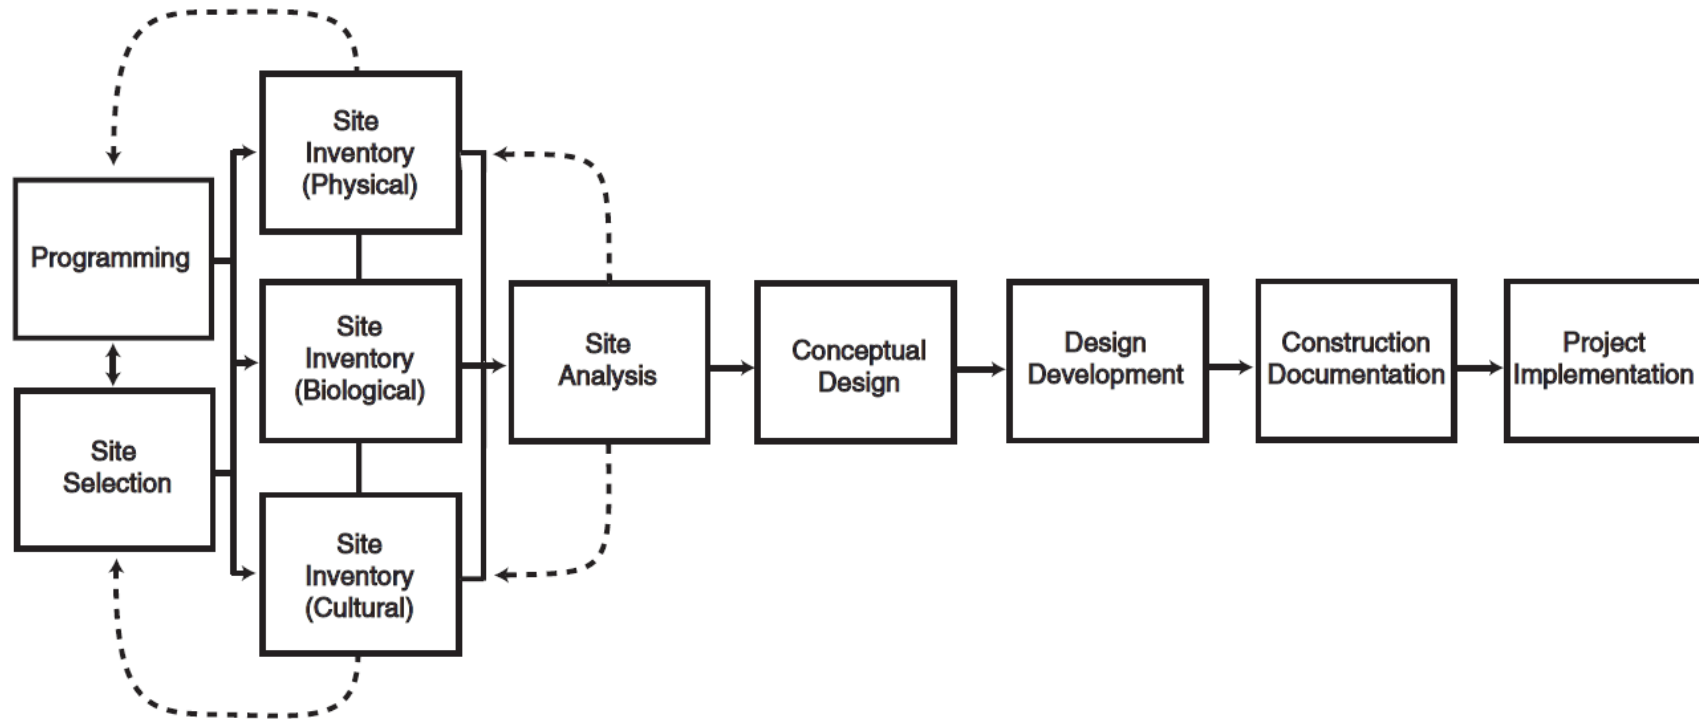 Programming
Site
Selection
Site
Inventory
(Physical)
Site
Inventory
(Biological)
Site
Inventory
(Cultural)
Site
Analysis
Conceptual
Design
Design
Development
Construction
Documentation
Project
Implementation